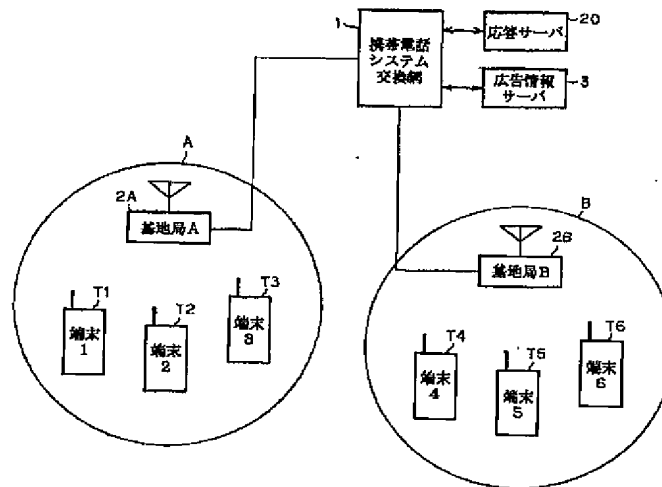 1
携帯電話
システム
交換網
応答サーバ
20
広告情報
サーバ
3
A
2A
基地局A
T1
端末
1
T2
端末
2
T3
端末
3
B
2B
基地局B
T4
端末
4
T5
端末
5
T6
端末
6